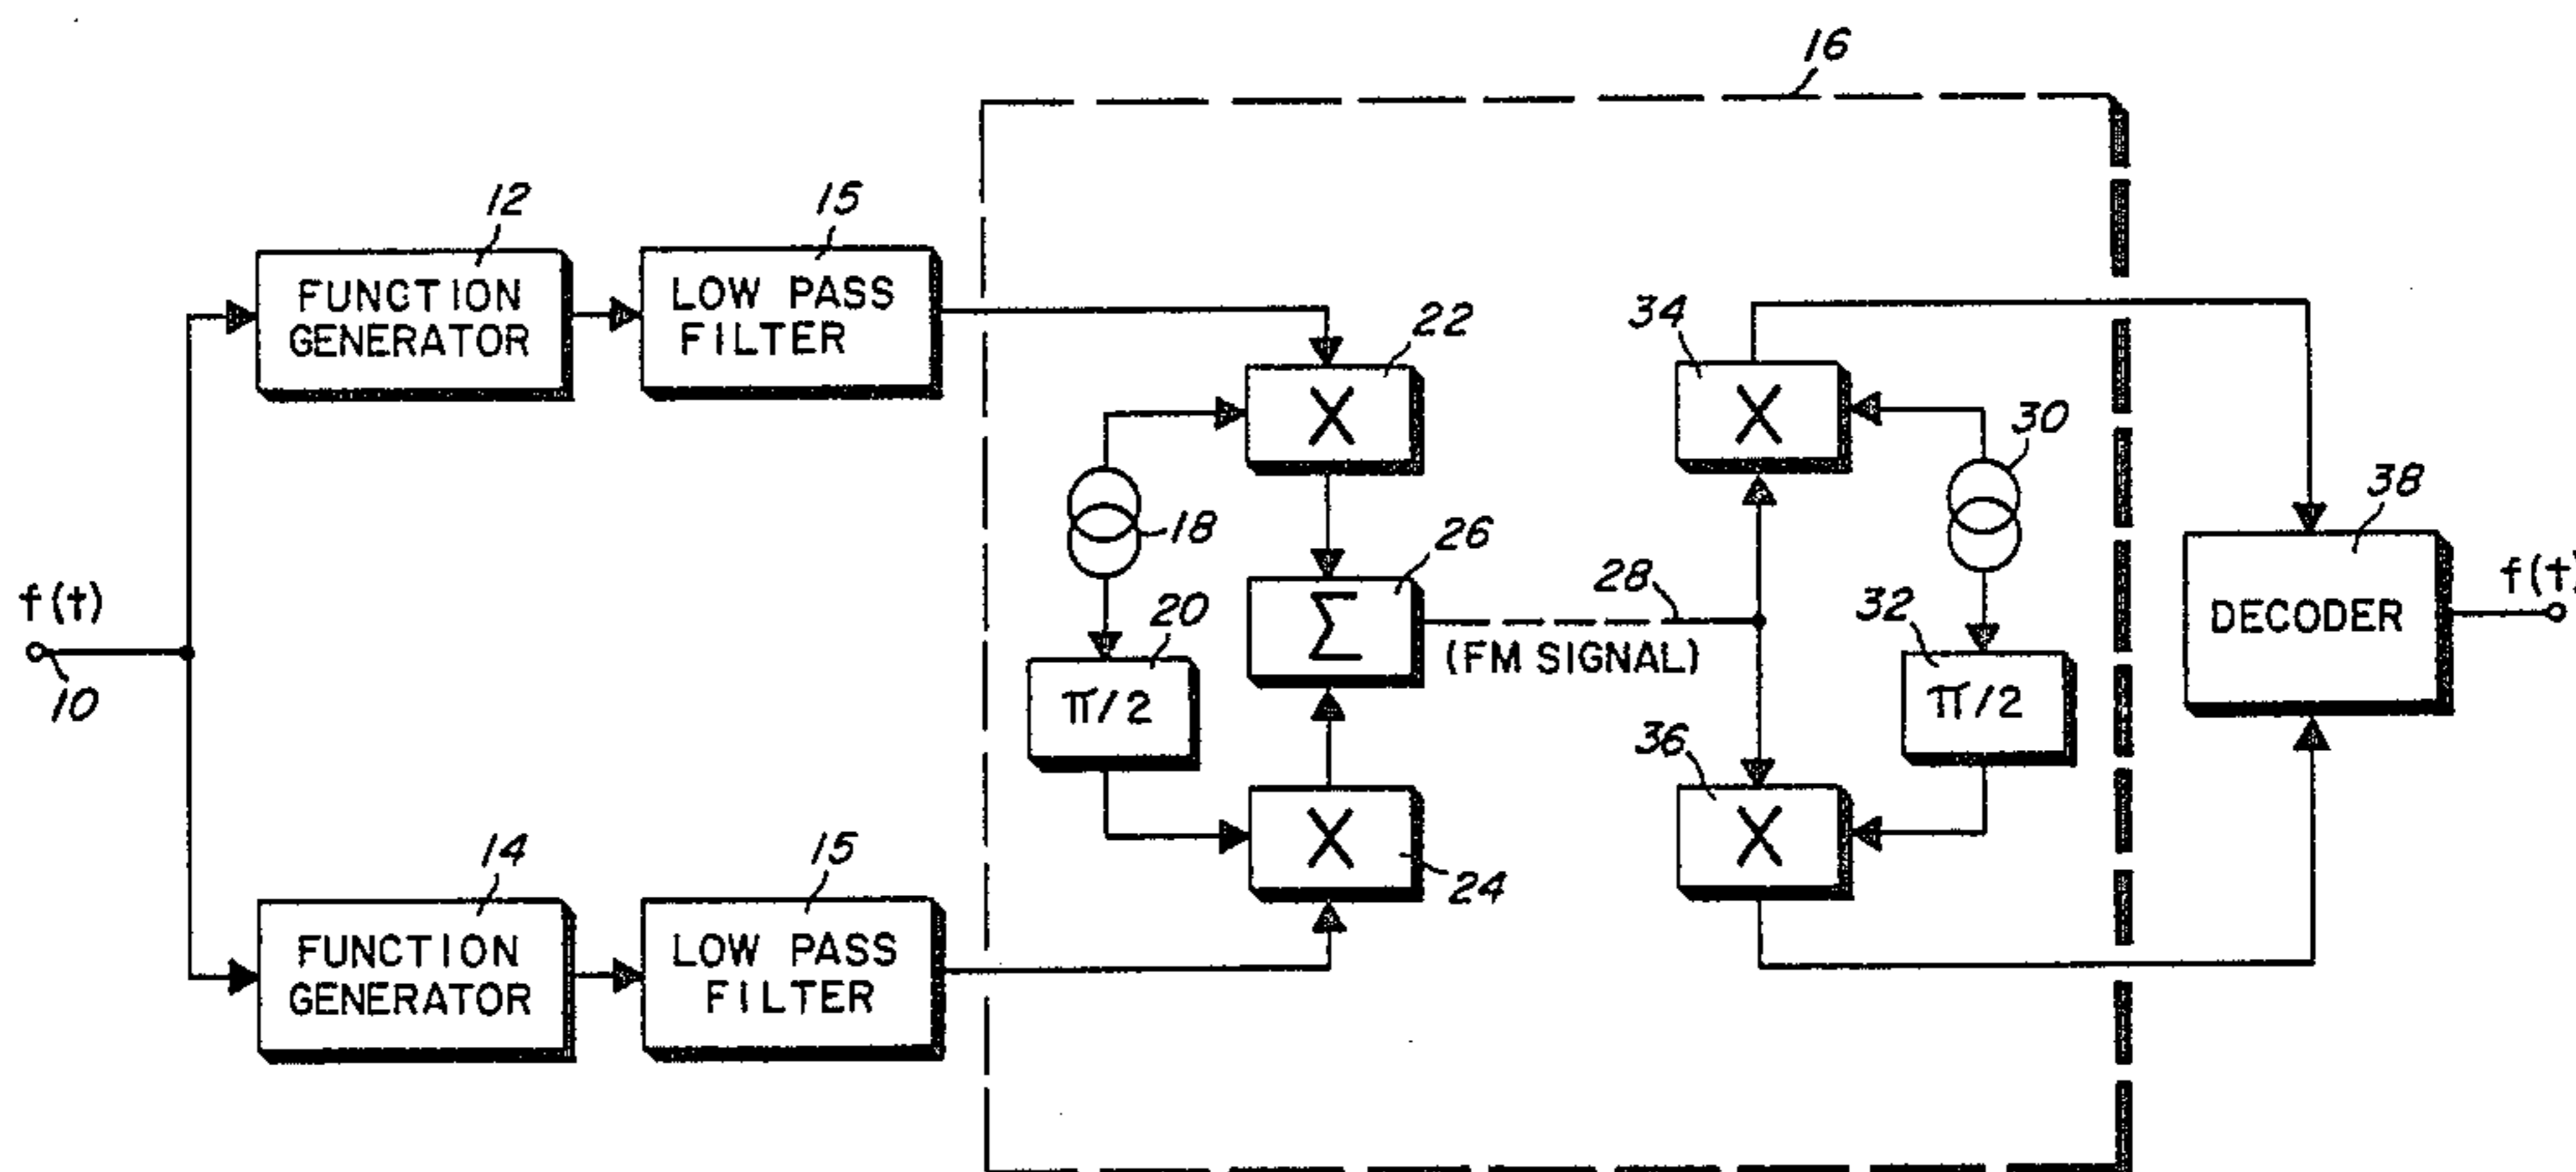 16
12
15
FUNCTION
GENERATOR
LOW PASS
FILTER
22
X
34
X
30
18
26
Σ
28
(FM SIGNAL)
38
DECODER
f(t)
f(t)
10
20
π/2
32
π/2
36
X
X
24
14
15
FUNCTION
GENERATOR
LOW PASS
FILTER